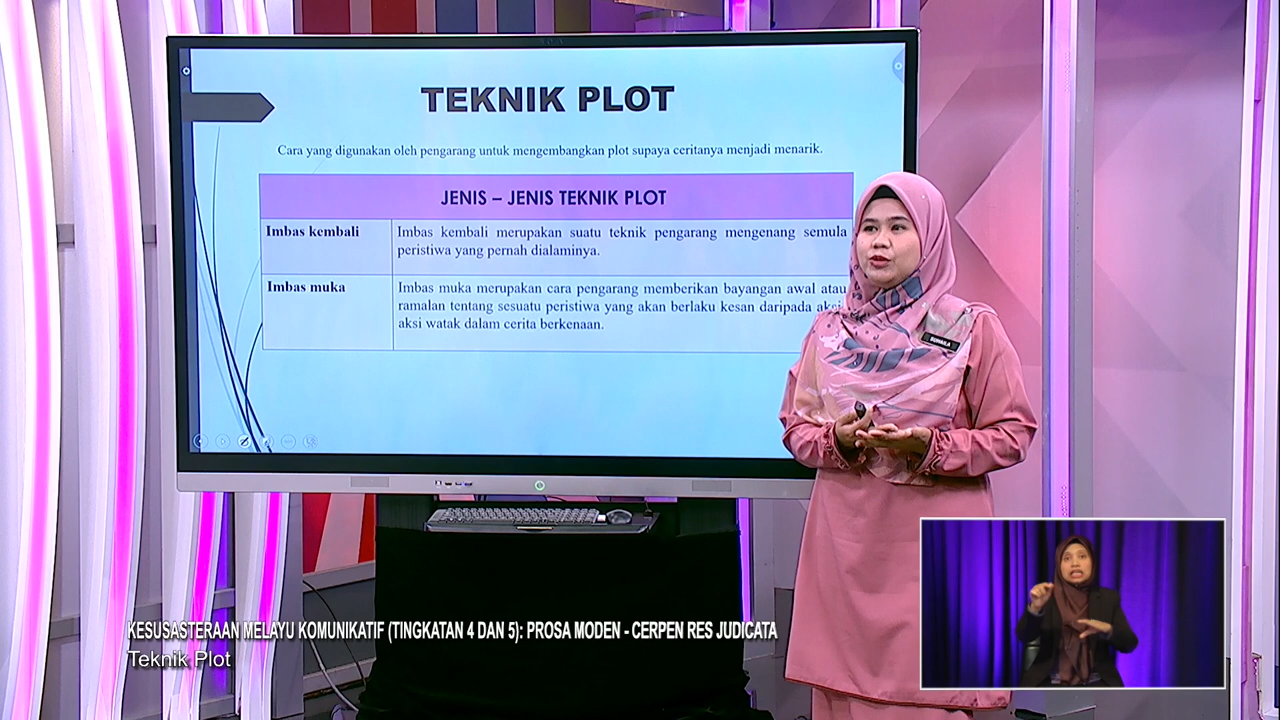 TEKNIK PLOT
Cara yang digunakan oleh pengarang untuk mengembangkan plot supaya ceritanya menjadi menarik.
JENIS – JENIS TEKNIK PLOT
Imbas kembali
Imbas kembali merupakan suatu teknik pengarang mengenang semula
peristiwa yang pernah dialaminya.
Imbas muka
Imbas muka merupakan cara pengarang memberikan bayangan awal atau
ramalan tentang sesuatu peristiwa yang akan berlaku kesan daripada aksi-
aksi watak dalam cerita berkenaan.
KESUSASTERAAN MELAYU KOMUNIKATIF (TINGKATAN 4 DAN 5): PROSA MODEN - CERPEN RES JUDICATA
Teknik Plot